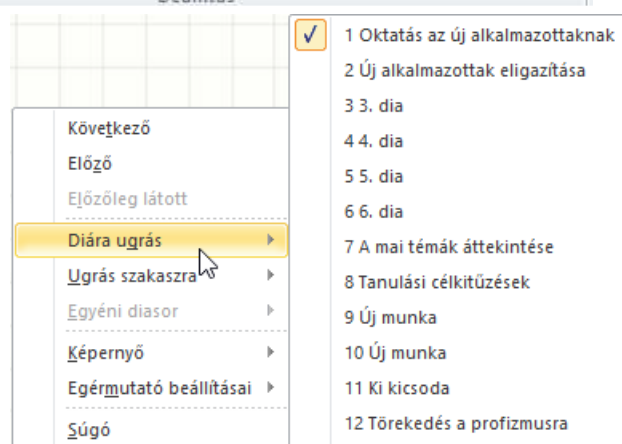 Következő
Előző
Előzőleg látott
Diára ugrás
Ugrás szakaszra
Egyéni diasor
Képernyő
Egérmutató beállításai
Súgó
1 Oktatás az új alkalmazottaknak
2 Új alkalmazottak eligazítása
3 3. dia
4 4. dia
5 5. dia
6 6. dia
7 A mai témák áttekintése
8 Tanulási célkitűzések
9 Új munka
10 Új munka
11 Ki kicsoda
12 Törekedés a profizmusra